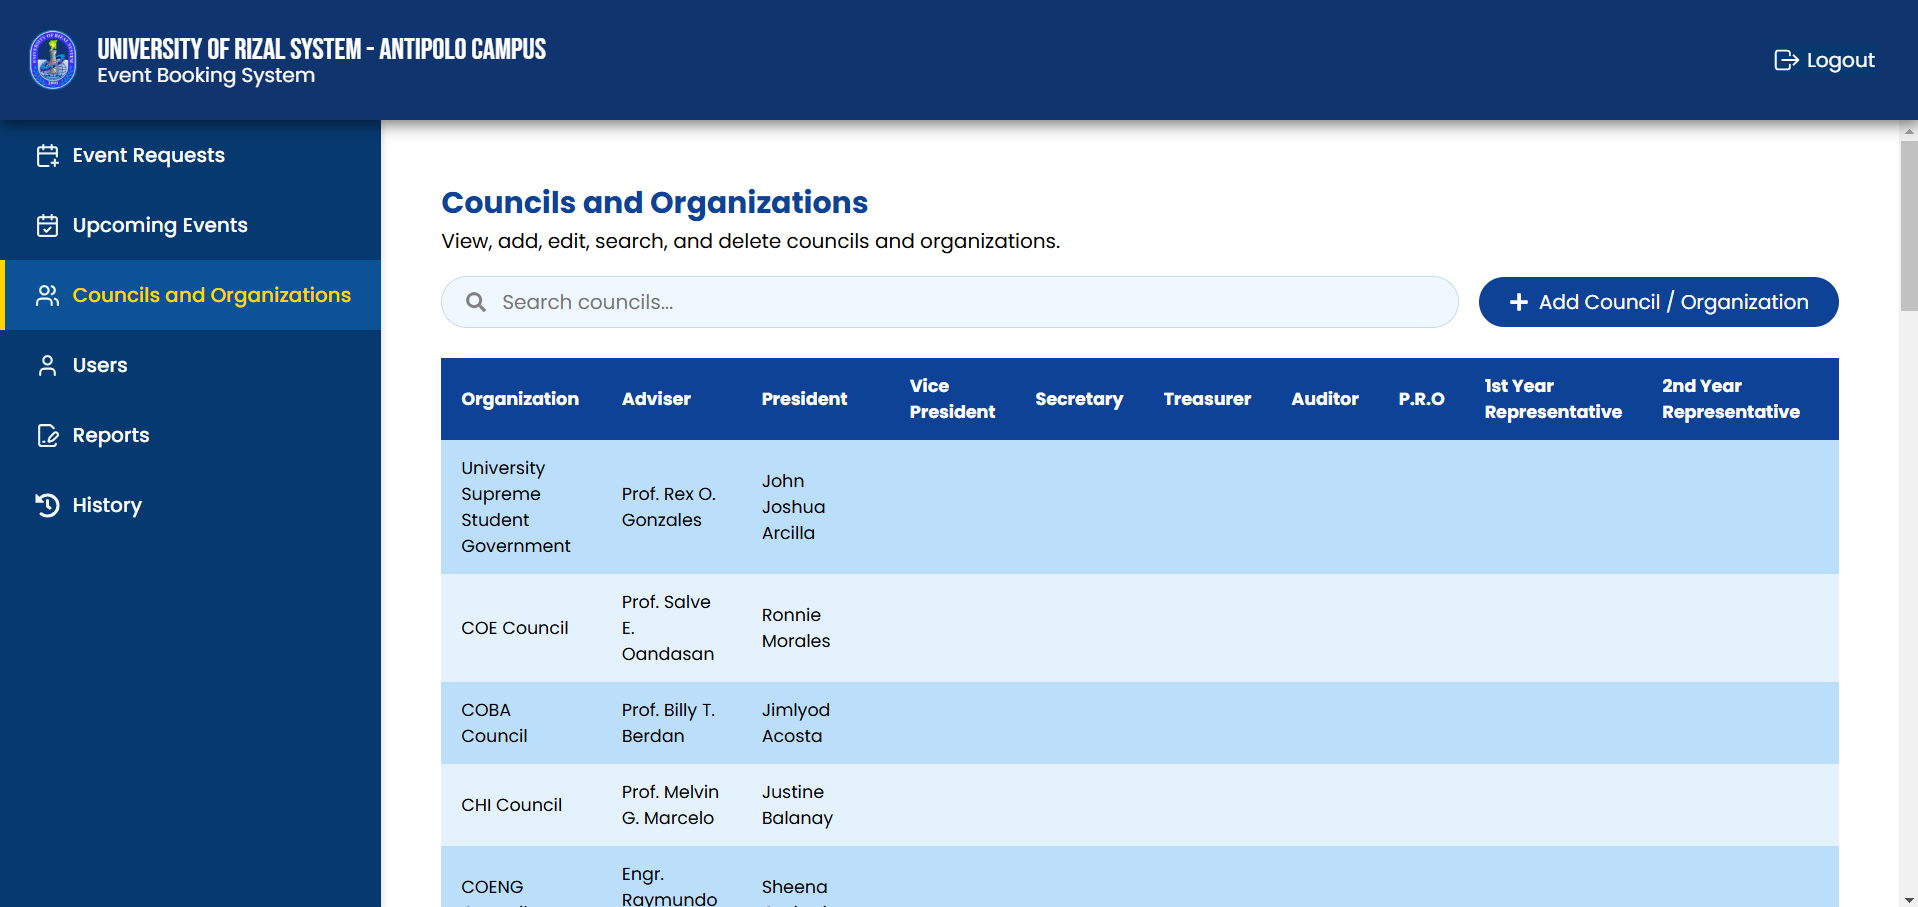 UNIVERSITY OF RIZAL SYSTEM - ANTIPOLO CAMPUS
Event Booking System
Logout
Event Requests
Upcoming Events
Councils and Organizations
Users
Reports
History
Councils and Organizations
View, add, edit, search, and delete councils and organizations.
Search councils...
Add Council / Organization
Organization
Adviser
President
Vice
President
Secretary
Treasurer
Auditor
P.R.O
1st Year
Representative
2nd Year
Representative
University
Supreme
Student
Government
Prof. Rex O.
Gonzales
John
Joshua
Arcilla
COE Council
Prof. Salve
E.
Oandasan
Ronnie
Morales
COBA
Council
Prof. Billy T.
Berdan
Jimlyod
Acosta
CHI Council
Prof. Melvin
G. Marcelo
Justine
Balanay
COENG
Engr.
Raymundo
Sheena